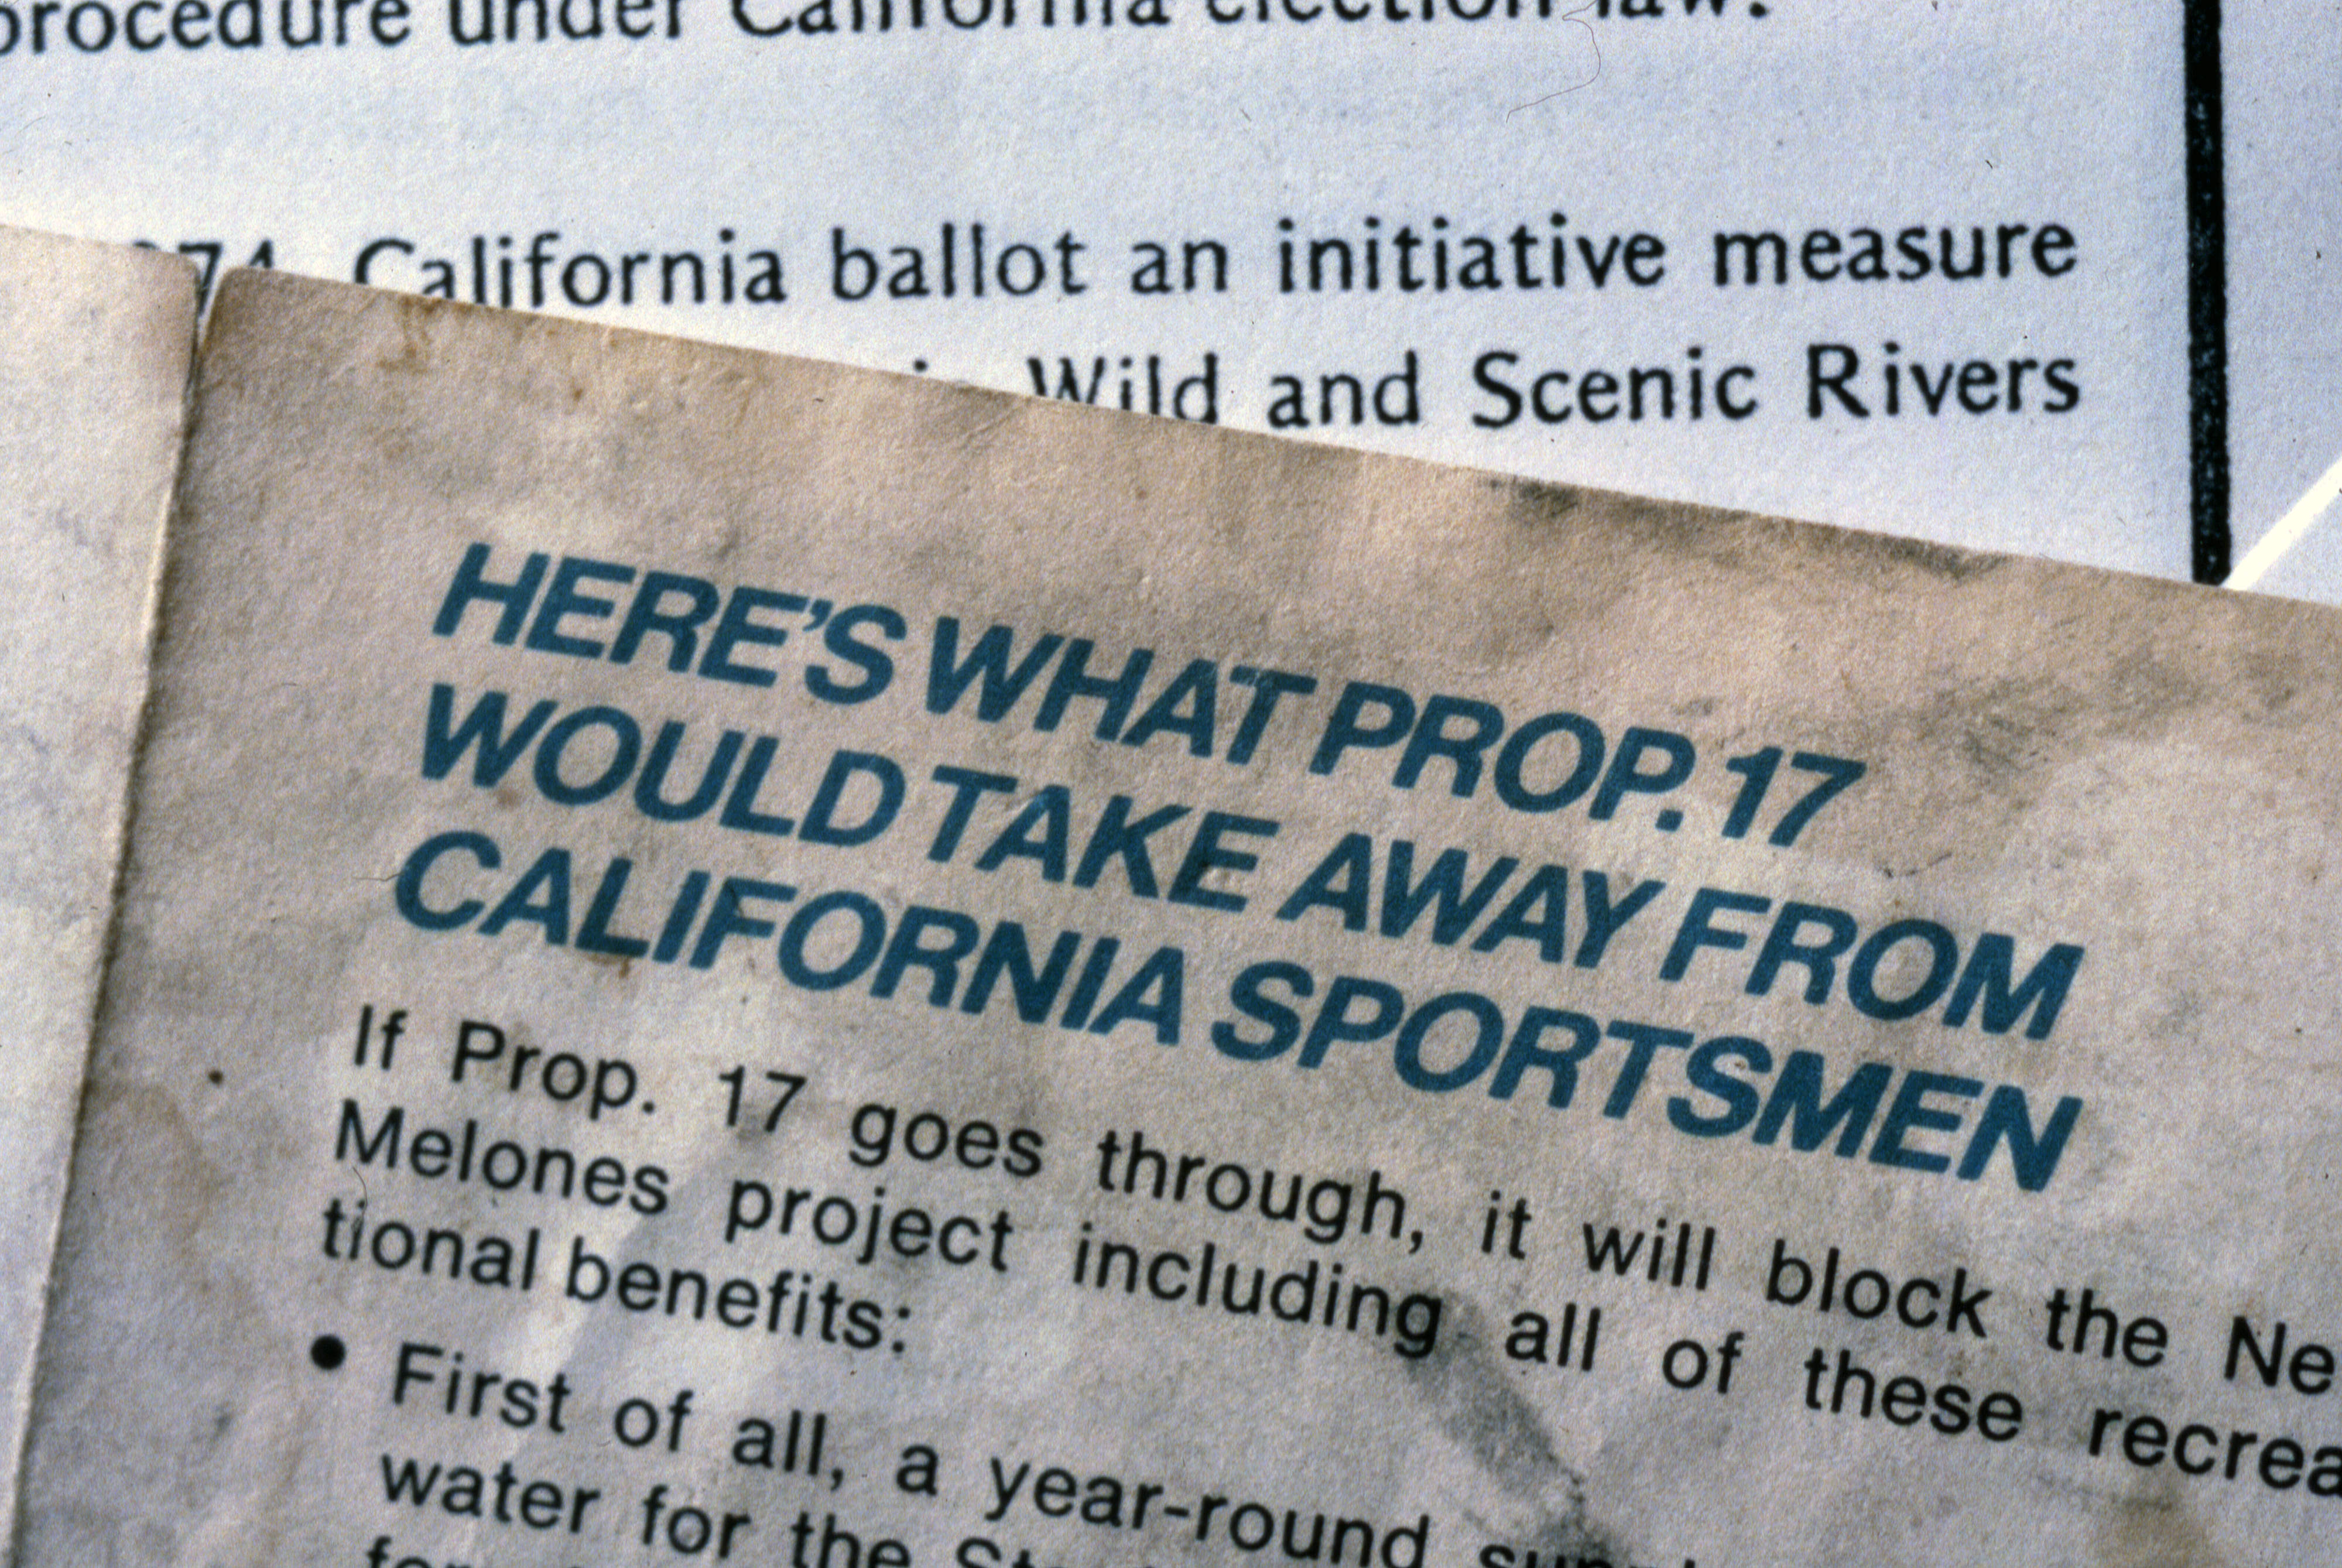 procedure under California election law.
California ballot an initiative measure
Wild and Scenic Rivers
HERE'S WHAT PROP. 17
WOULD TAKE AWAY FROM
CALIFORNIA SPORTSMEN
If Prop. 17 goes through, it will block the Ne
Melones project including all of these recrea
tional benefits:
• First of all, a year-round
water for the